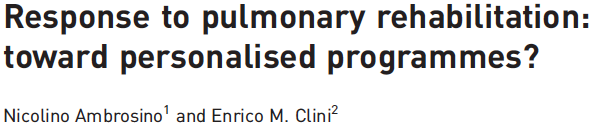 Response to pulmonary rehabilitation:
toward personalised programmes?
Nicolino Ambrosino1 and Enrico M. Clini2